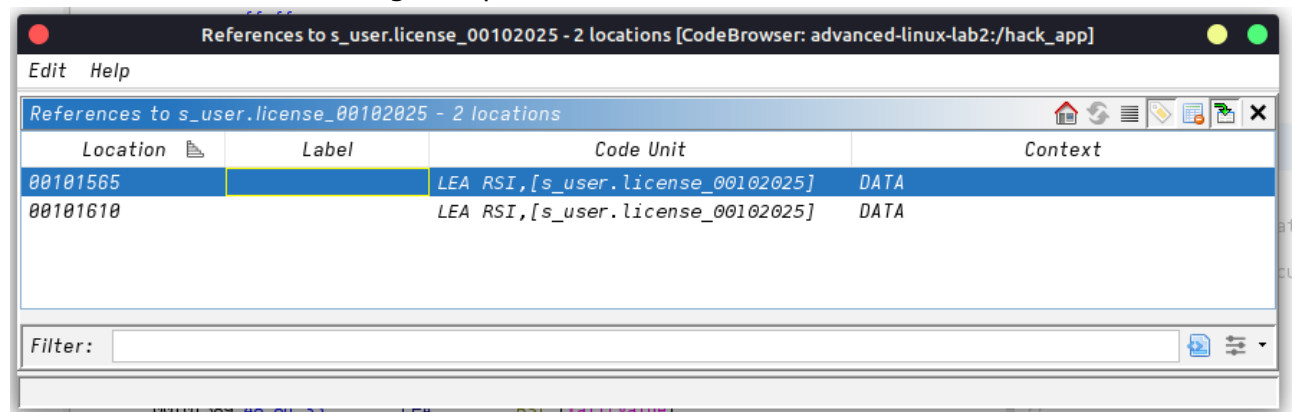 References to s_user.license_00102025 - 2 locations [CodeBrowser: advanced-linux-lab2:/hack_app]
Edit Help
References to s_user.license_00102025 - 2 locations
Location Label Code Unit Context
00101565 LEA RSI,[s_user.license_00102025] DATA
00101610 LEA RSI,[s_user.license_00102025] DATA
Filter: